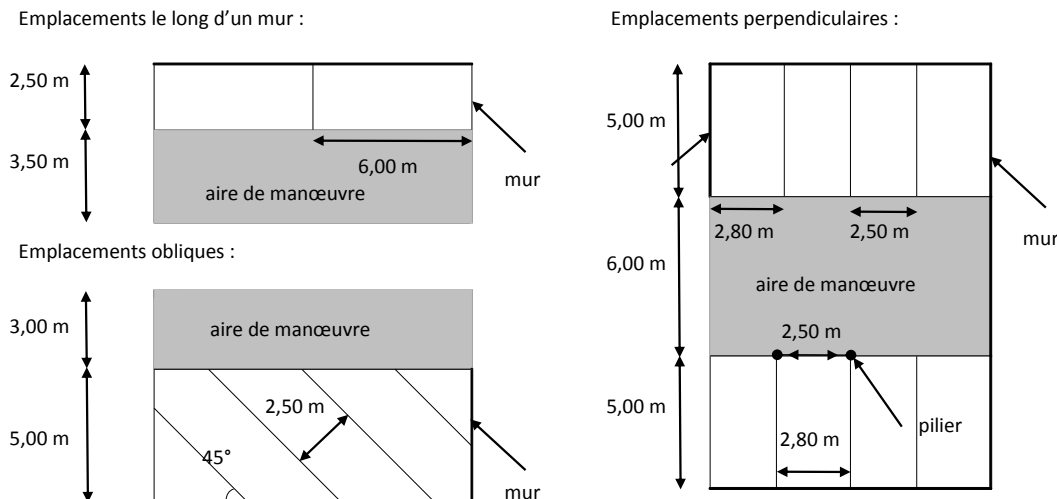 Emplacements le long d’un mur :
2,50 m
3,50 m
6,00 m
aire de manœuvre
mur
Emplacements obliques :
3,00 m
aire de manœuvre
5,00 m
2,50 m
45°
mur
Emplacements perpendiculaires :
5,00 m
2,80 m
2,50 m
mur
6,00 m
aire de manœuvre
2,50 m
5,00 m
pilier
2,80 m